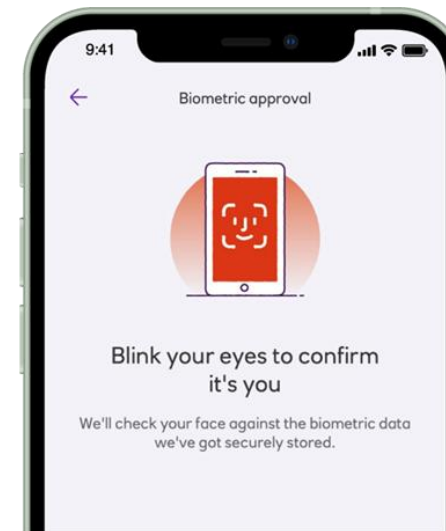 9:41
Biometric approval
Blink your eyes to confirm
it's you
We'll check your face against the biometric data
we've got securely stored.